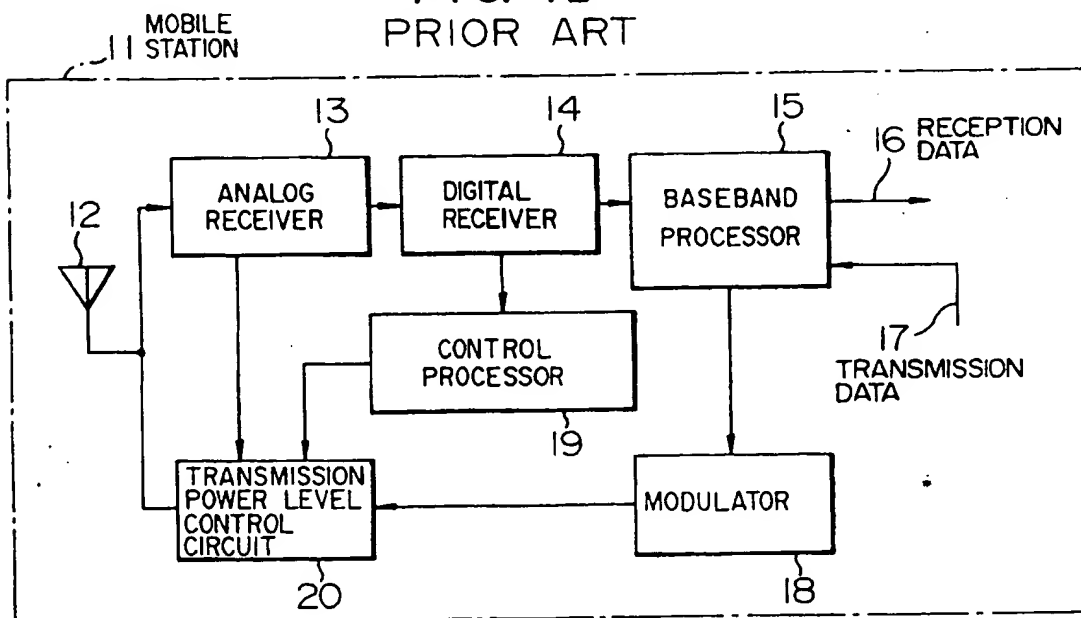 PRIOR ART
11 MOBILE
STATION
13
14
15
16 RECEPTION
DATA
ANALOG
RECEIVER
DIGITAL
RECEIVER
BASEBAND
PROCESSOR
12
17
TRANSMISSION
DATA
CONTROL
PROCESSOR
19
TRANSMISSION
POWER LEVEL
CONTROL
CIRCUIT
20
MODULATOR
18